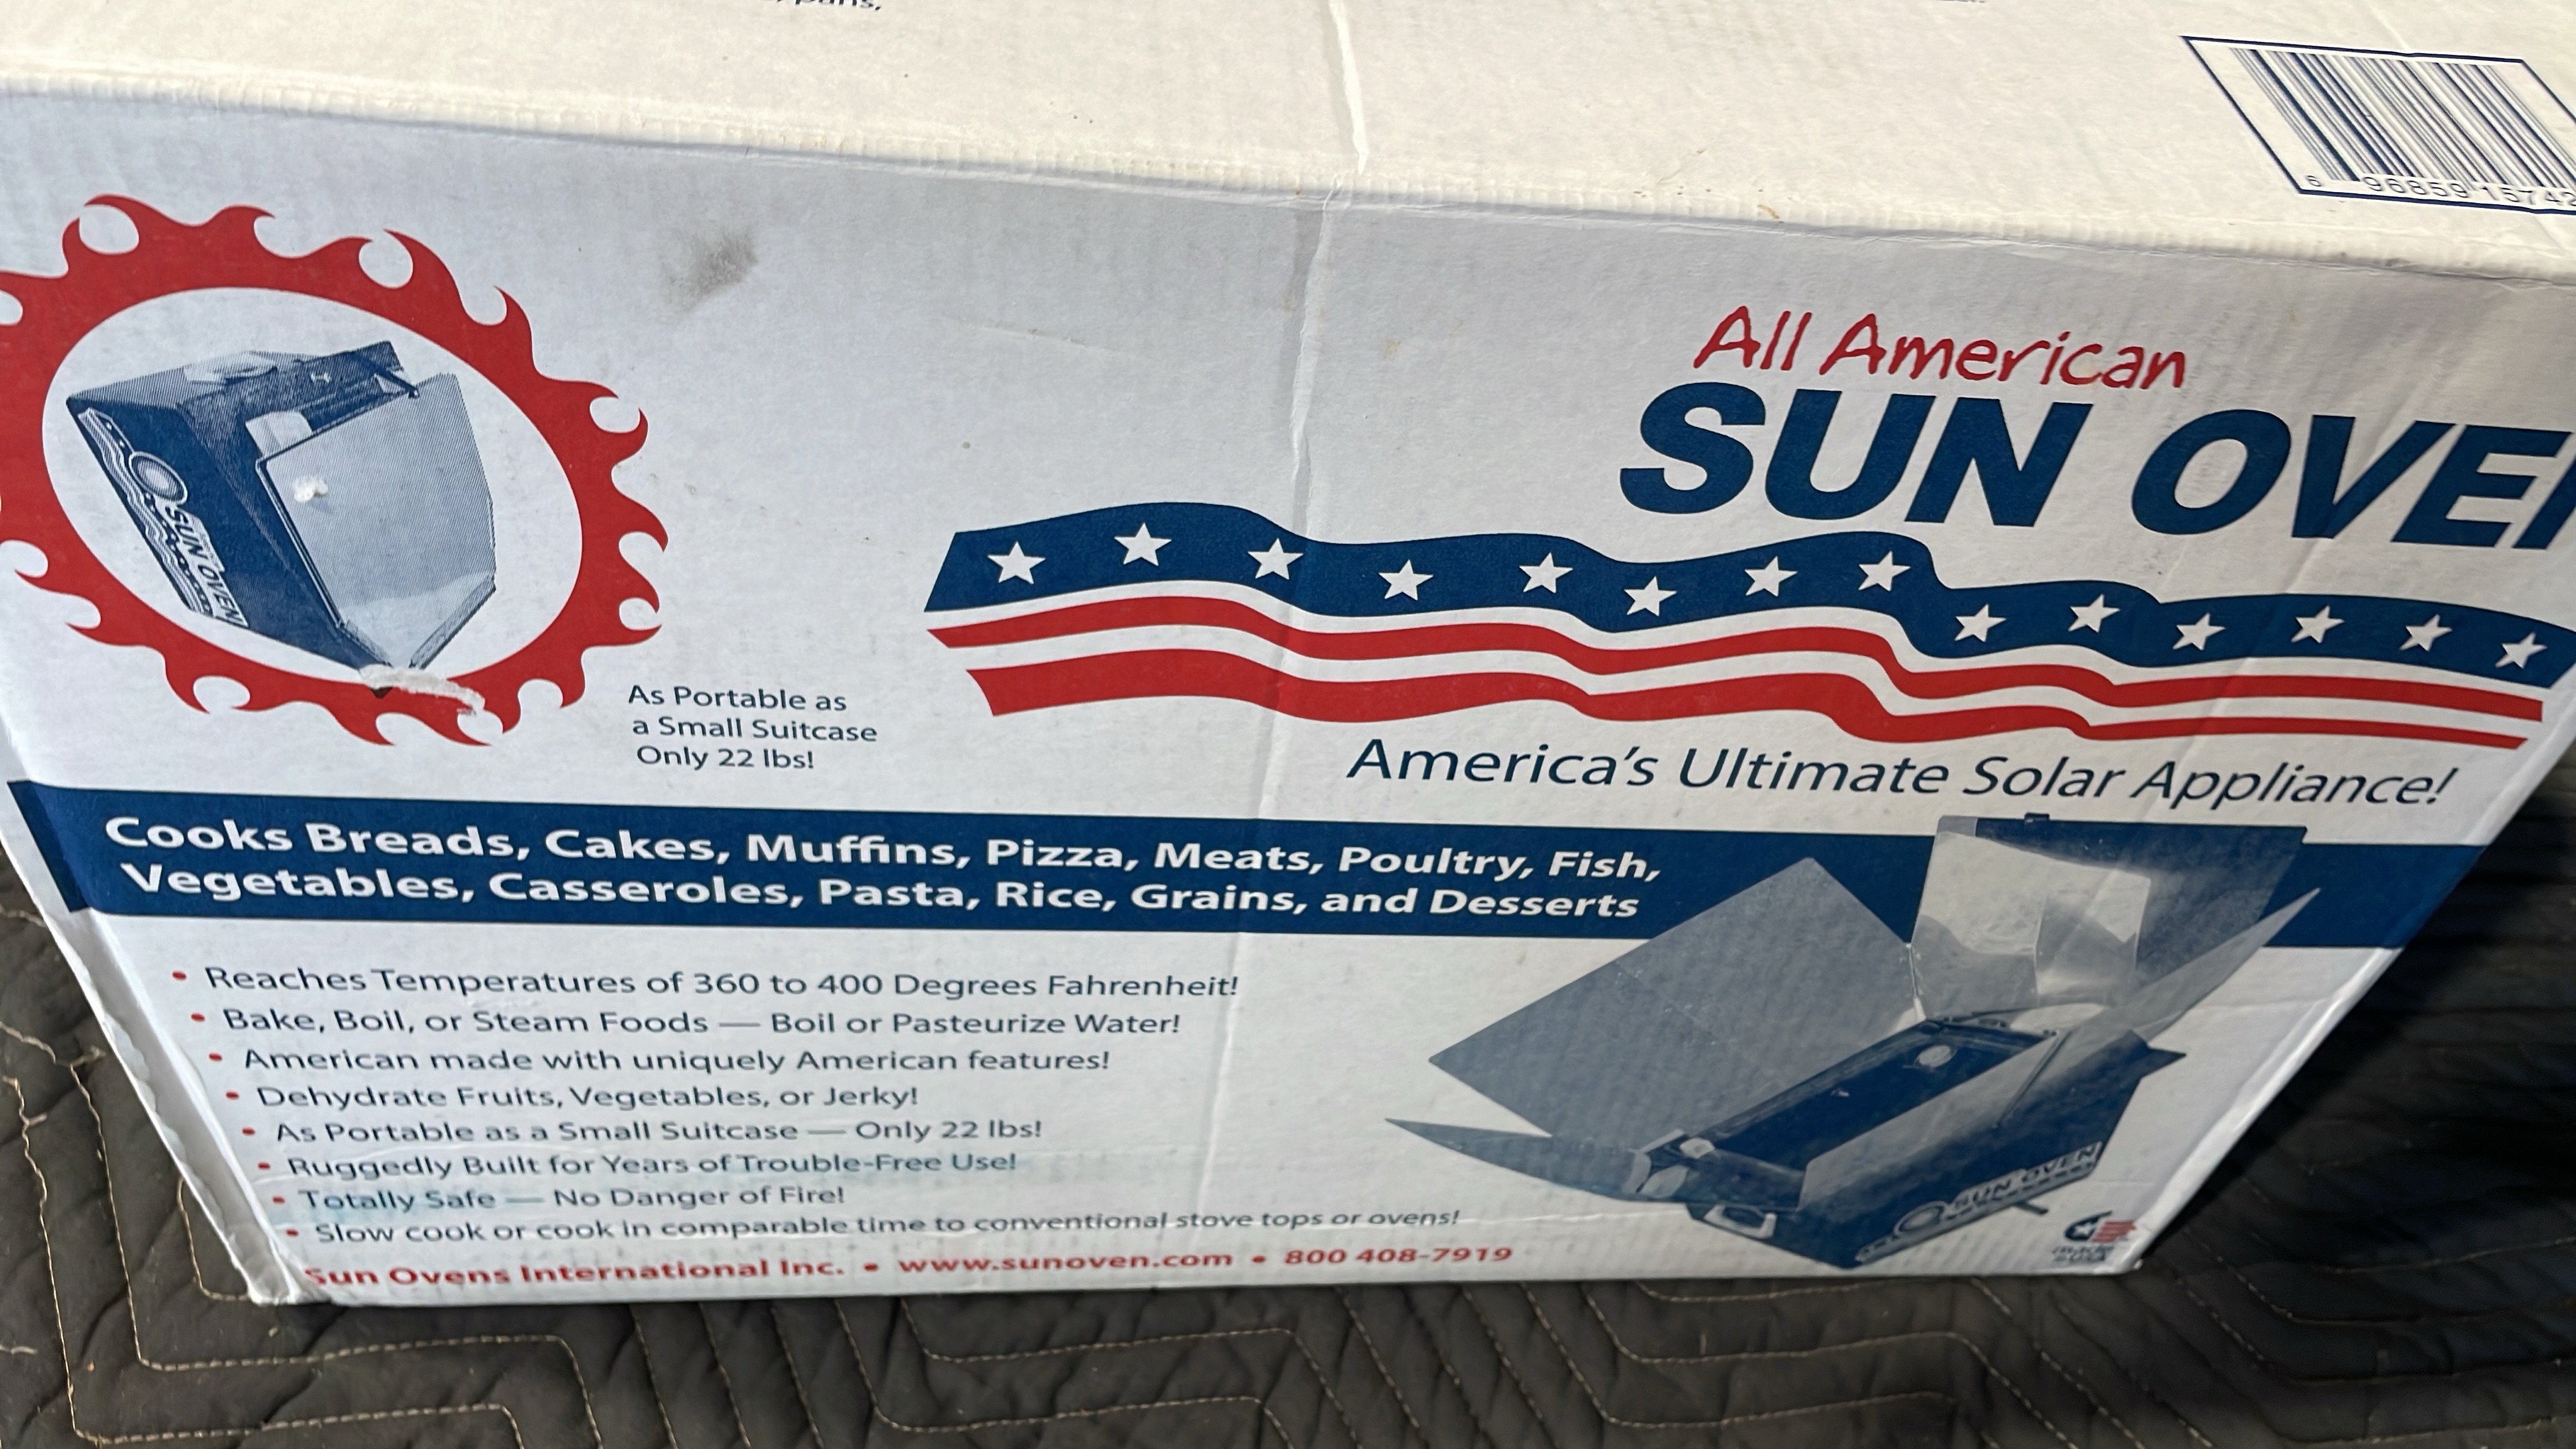 6 96859 15742
All American
SUN OVE
SUN OVEN
As Portable as
a Small Suitcase
Only 22 lbs!
America's Ultimate Solar Appliance!
Cooks Breads, Cakes, Muffins, Pizza, Meats, Poultry, Fish,
Vegetables, Casseroles, Pasta, Rice, Grains, and Desserts
• Reaches Temperatures of 360 to 400 Degrees Fahrenheit!
• Bake, Boil, or Steam Foods — Boil or Pasteurize Water!
• American made with uniquely American features!
• Dehydrate Fruits, Vegetables, or Jerky!
• As Portable as a Small Suitcase — Only 22 lbs!
• Ruggedly Built for Years of Trouble-Free Use!
• Totally Safe — No Danger of Fire!
• Slow cook or cook in comparable time to conventional stove tops or ovens!
SUN OVEN
Sun Ovens International Inc. • www.sunoven.com • 800 408-7919